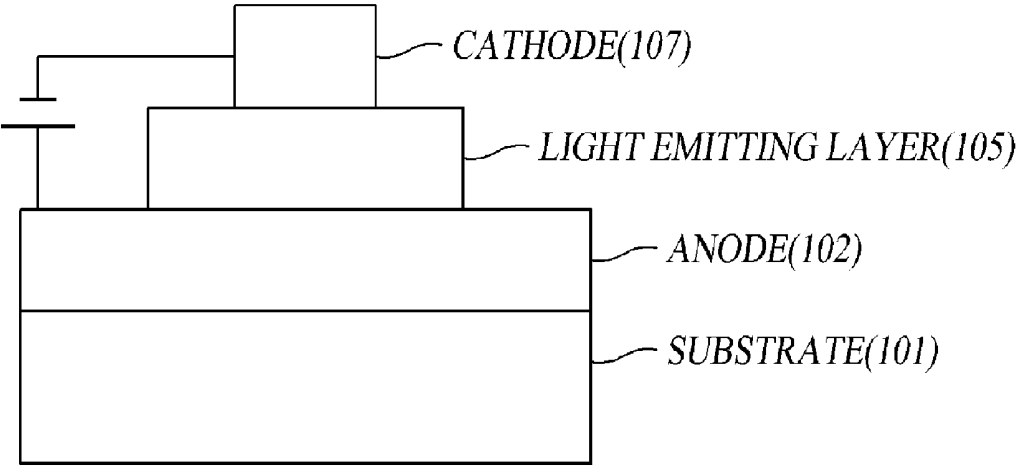 CATHODE(107)
LIGHT EMITTING LAYER(105)
ANODE(102)
SUBSTRATE(101)